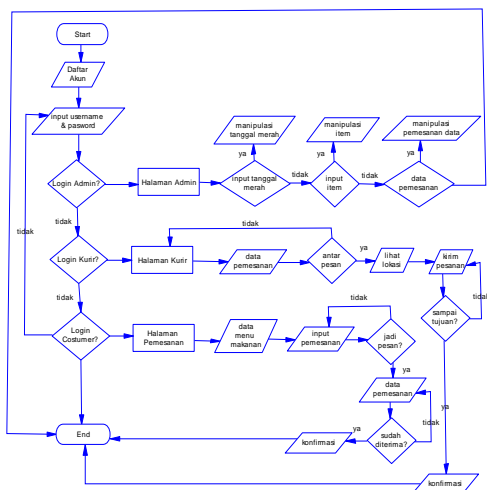 Start
Daftar
Akun
input username
& pasword
manipulasi
tanggal merah
manipulasi
item
manipulasi
pemesanan data
ya
ya
ya
Login Admin?
Halaman Admin
input tanggal
merah
tidak
input
item
tidak
data
pemesanan
tidak
tidak
tidak
tidak
Login Kurir?
Halaman Kurir
data
pemesanan
antar
pesan
ya
lihat
lokasi
kirim
pesanan
tidak
sampai
tujuan?
tidak
Login
Costumer?
Halaman
Pemesanan
data
menu
makanan
input
pemesanan
tidak
jadi
pesan?
ya
data
pemesanan
tidak
ya
End
konfirmasi
ya
sudah
diterima?
konfirmasi